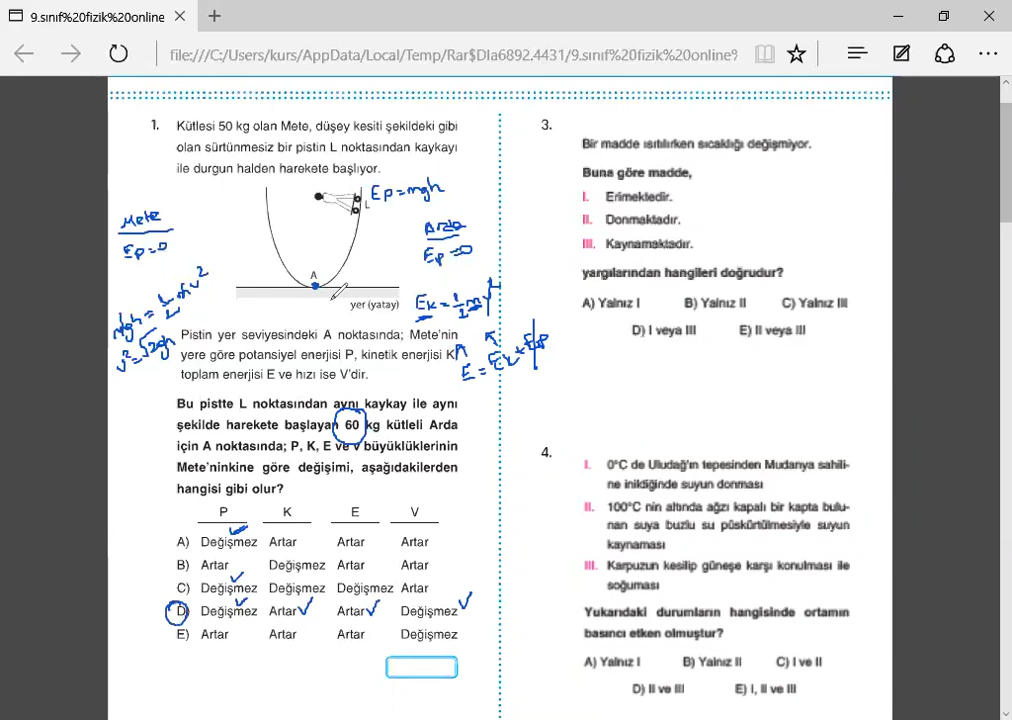 9.sınıf%20fizik%20online
file:///C:/Users/kurs/AppData/Local/Temp/Rar$DIa6892.4431/9.sınıf%20fizik%20online%
1.
Kütlesi 50 kg olan Mete, düşey kesiti şekildeki gibi
olan sürtünmesiz bir pistin L noktasından kaykayı
ile durgun halden harekete başlıyor.
Ep=mgh
L
Mete
Ep=0
Arda
Ep=0
A
yer (yatay)
mgh=1/2mv²
v²=√2gh
Ek=1/2mv²
E=Ek+Ep
Pistin yer seviyesindeki A noktasında; Mete'nin
yere göre potansiyel enerjisi P, kinetik enerjisi K
toplam enerjisi E ve hızı ise V'dir.
Bu pistte L noktasından aynı kaykay ile aynı
şekilde harekete başlayan 60 kg kütleli Arda
için A noktasında; P, K, E ve V büyüklüklerinin
Mete'ninkine göre değişimi, aşağıdakilerden
hangisi gibi olur?
P K E V
A) Değişmez Artar Artar Artar
B) Artar Değişmez Artar Artar
C) Değişmez Değişmez Değişmez Artar
D) Değişmez Artar Artar Değişmez
E) Artar Artar Artar Değişmez
3.
Bir madde ısıtılırken sıcaklığı değişmiyor.
Buna göre madde,
I. Erimektedir.
II. Donmaktadır.
III. Kaynamaktadır.
yargılarından hangileri doğrudur?
A) Yalnız I B) Yalnız II C) Yalnız III
D) I veya III E) II veya III
4.
I. 0°C de Uludağ'ın tepesinden Mudanya sahili-
ne inildiğinde suyun donması
II. 100°C nin altında ağzı kapalı bir kapta bulu-
nan suya buzlu su püskürtülmesiyle suyun
kaynaması
III. Karpuzun kesilip güneşe karşı konulması ile
soğuması
Yukarıdaki durumların hangisinde ortamın
basıncı etken olmuştur?
A) Yalnız I B) Yalnız II C) I ve II
D) II ve III E) I, II ve III